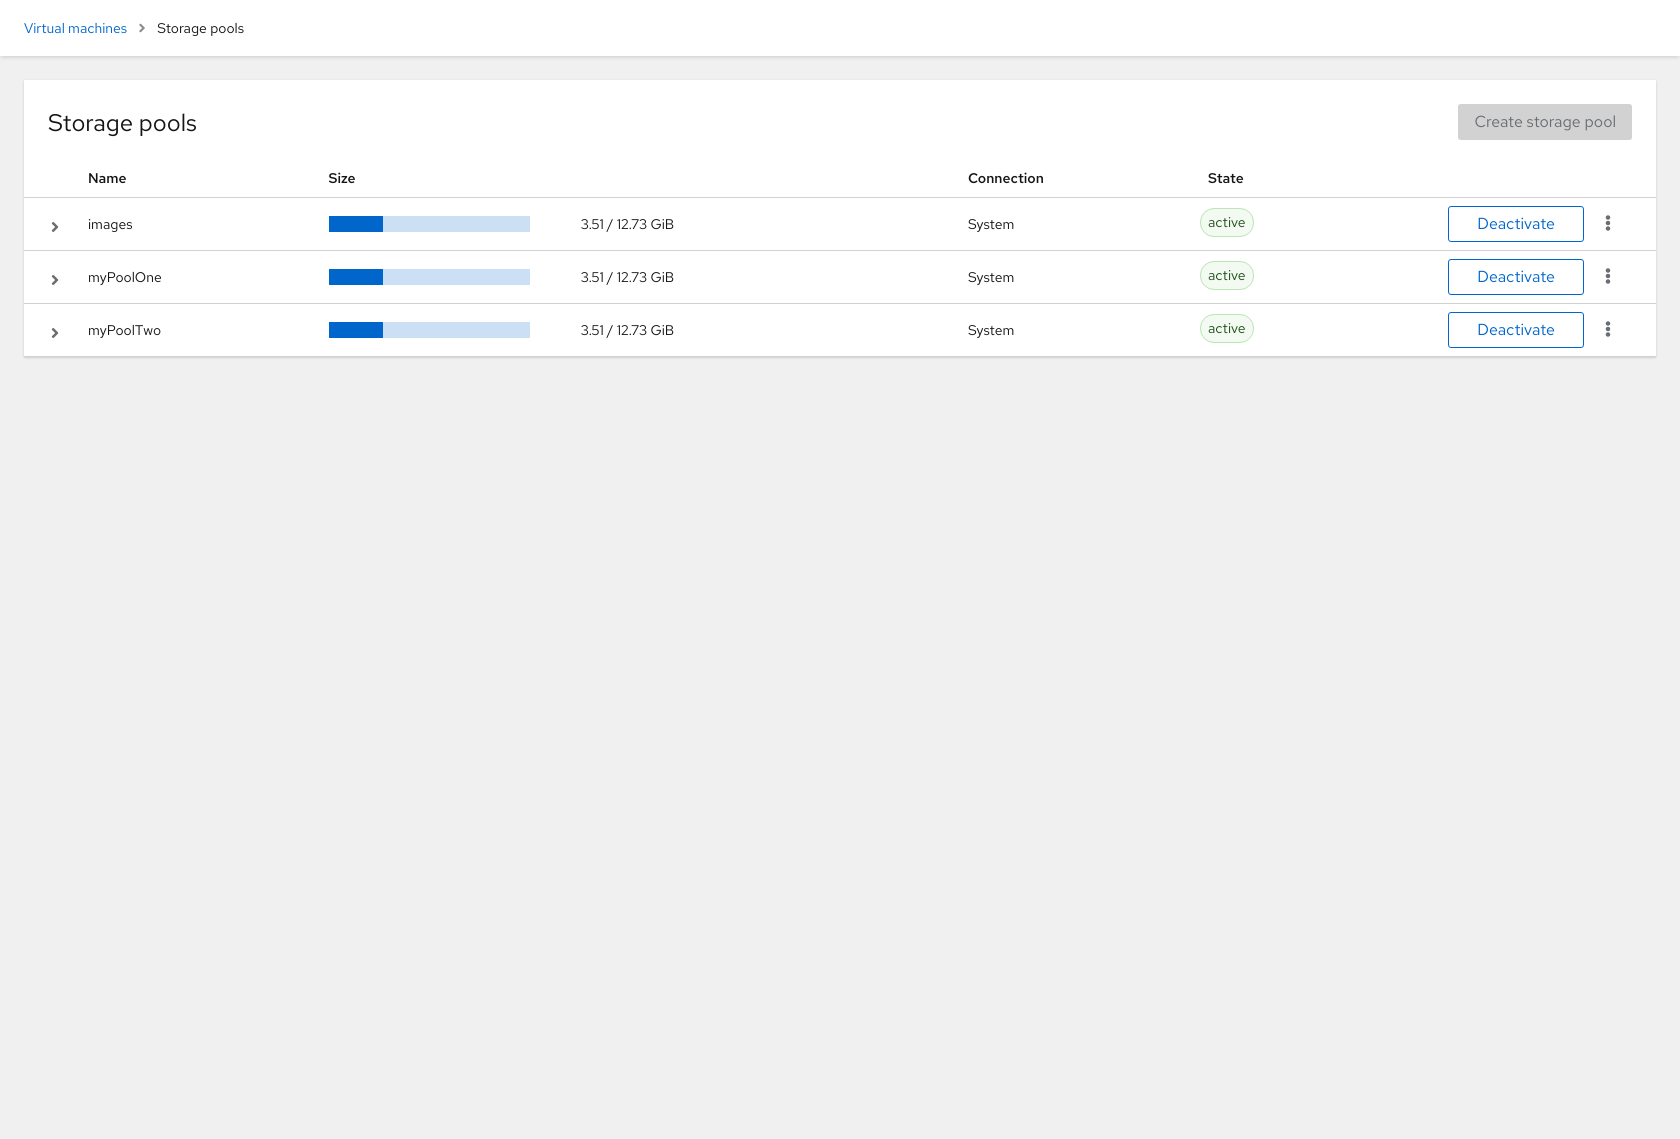 Virtual machines Storage pools
Storage pools Create storage pool
Name Size Connection State
images 3.51 / 12.73 GiB System active Deactivate
myPoolOne 3.51 / 12.73 GiB System active Deactivate
myPoolTwo 3.51 / 12.73 GiB System active Deactivate